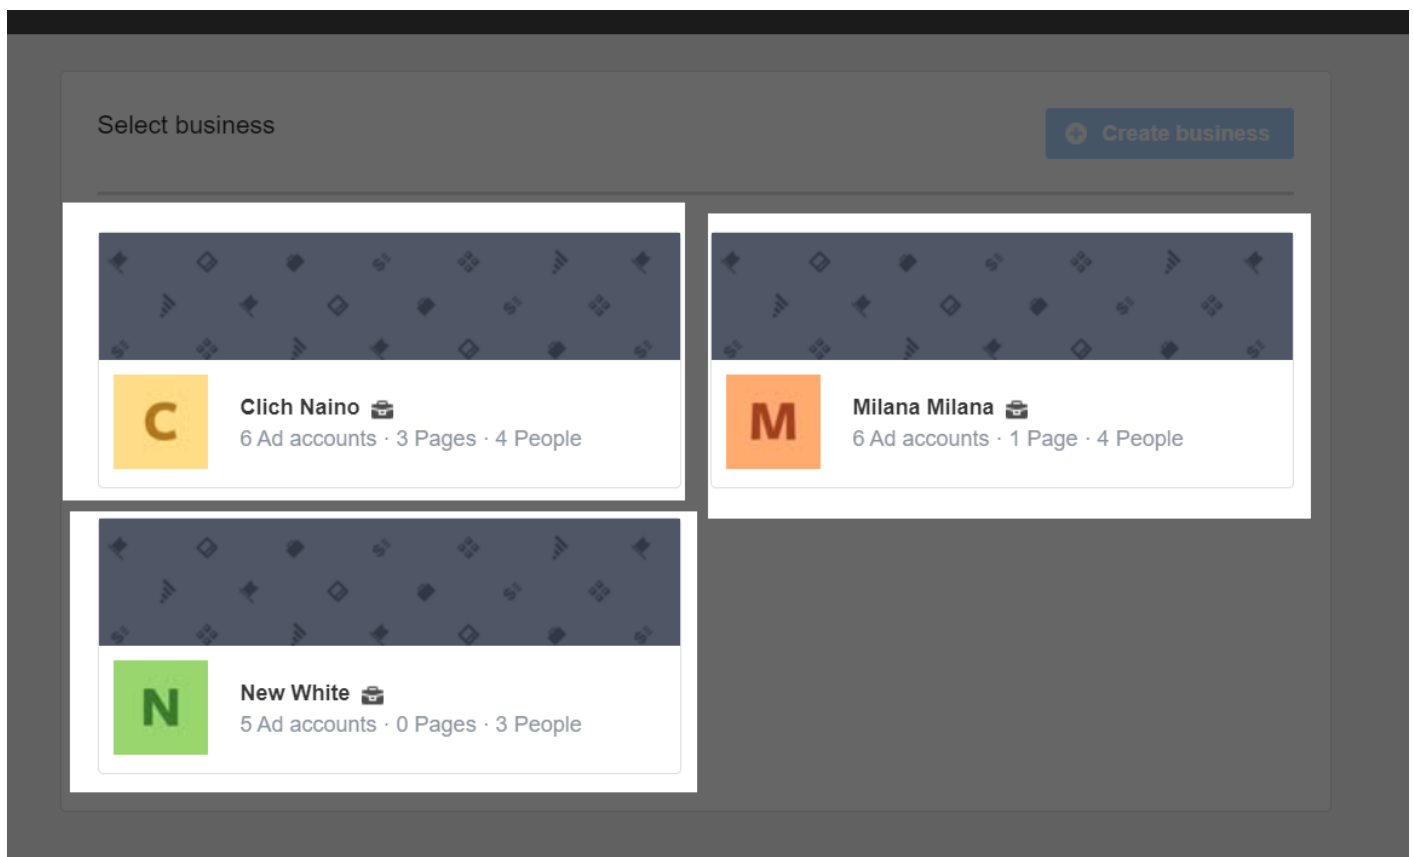 Select business
Create business
C
Clich Naino
6 Ad accounts · 3 Pages · 4 People
M
Milana Milana
6 Ad accounts · 1 Page · 4 People
N
New White
5 Ad accounts · 0 Pages · 3 People